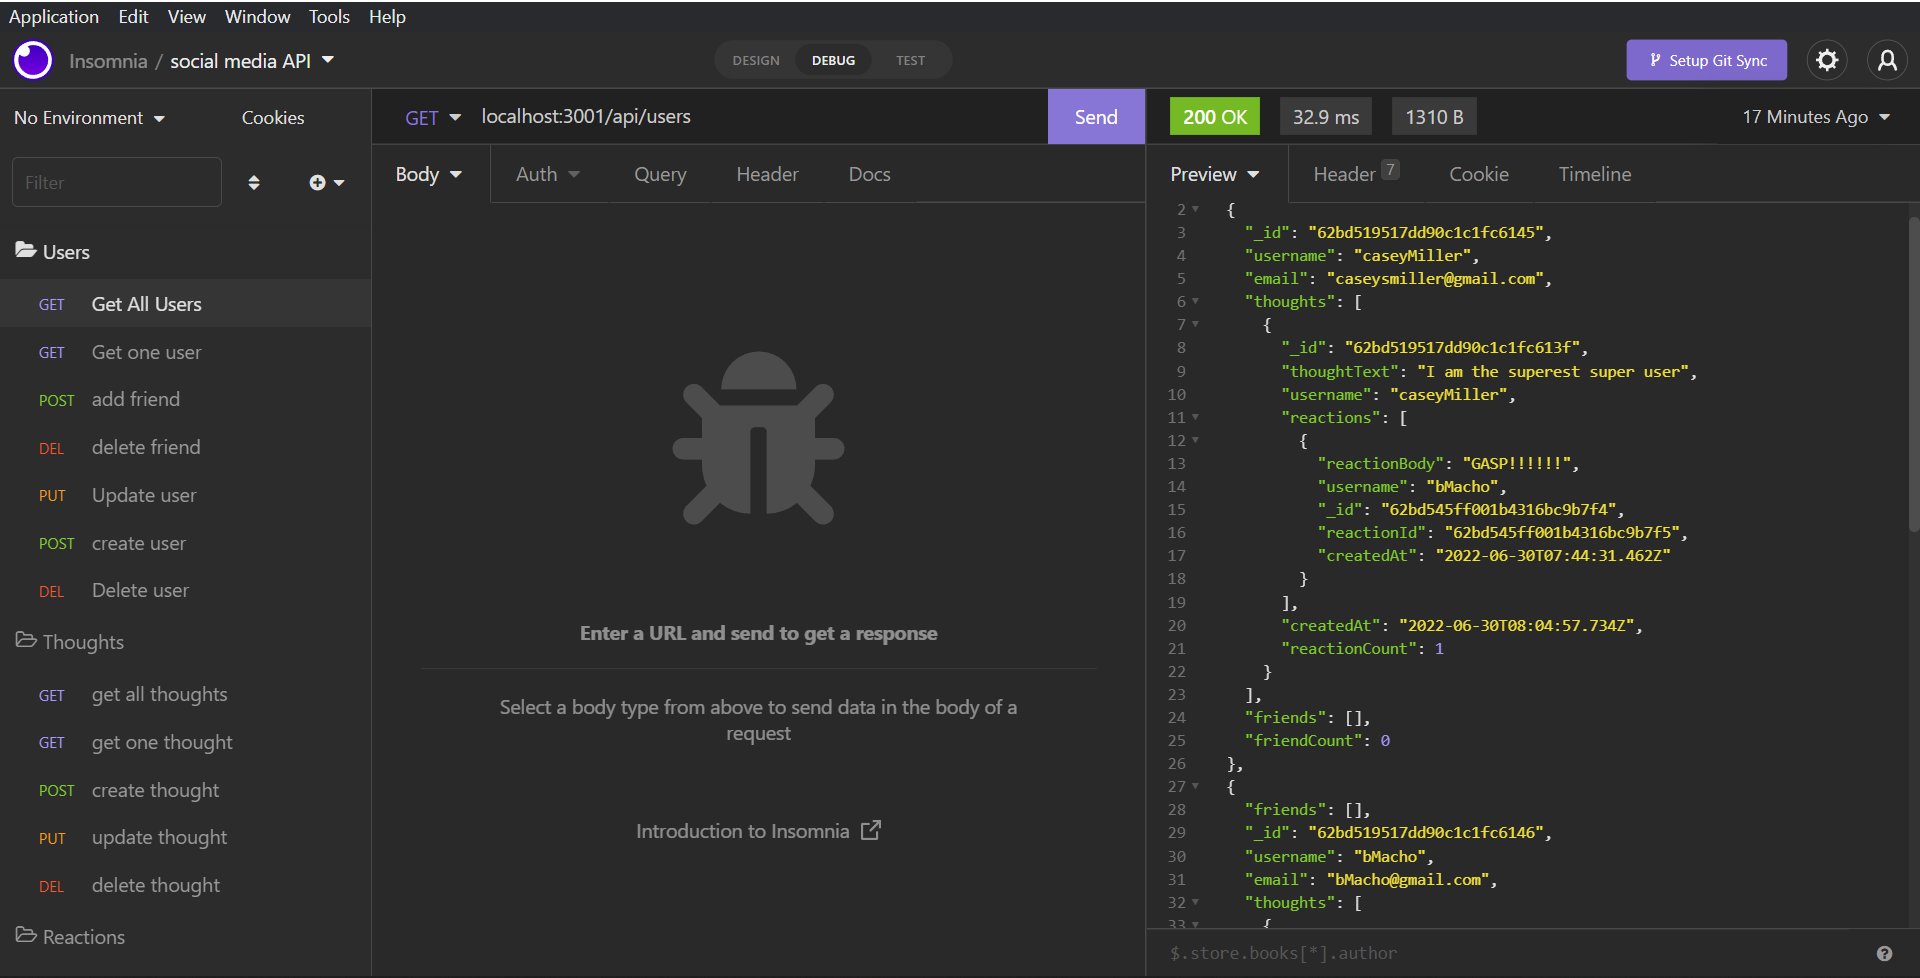 Application Edit View Window Tools Help
Insomnia / social media API
DESIGN DEBUG TEST
Setup Git Sync
No Environment Cookies
Filter
Users
GET Get All Users
GET Get one user
POST add friend
DEL delete friend
PUT Update user
POST create user
DEL Delete user
Thoughts
GET get all thoughts
GET get one thought
POST create thought
PUT update thought
DEL delete thought
Reactions
GET localhost:3001/api/users Send
Body Auth Query Header Docs
Enter a URL and send to get a response
Select a body type from above to send data in the body of a
request
Introduction to Insomnia
200 OK 32.9 ms 1310 B 17 Minutes Ago
Preview Header 7 Cookie Timeline
2 {
3 "_id": "62bd519517dd90c1c1fc6145",
4 "username": "caseyMiller",
5 "email": "caseysmiller@gmail.com",
6 "thoughts": [
7 {
8 "_id": "62bd519517dd90c1c1fc613f",
9 "thoughtText": "I am the superest super user",
10 "username": "caseyMiller",
11 "reactions": [
12 {
13 "reactionBody": "GASP!!!!!!",
14 "username": "bMacho",
15 "_id": "62bd545ff001b4316bc9b7f4",
16 "reactionId": "62bd545ff001b4316bc9b7f5",
17 "createdAt": "2022-06-30T07:44:31.462Z"
18 }
19 ],
20 "createdAt": "2022-06-30T08:04:57.734Z",
21 "reactionCount": 1
22 }
23 ],
24 "friends": [],
25 "friendCount": 0
26 },
27 {
28 "friends": [],
29 "_id": "62bd519517dd90c1c1fc6146",
30 "username": "bMacho",
31 "email": "bMacho@gmail.com",
32 "thoughts": [
33 {
$.store.books[*].author